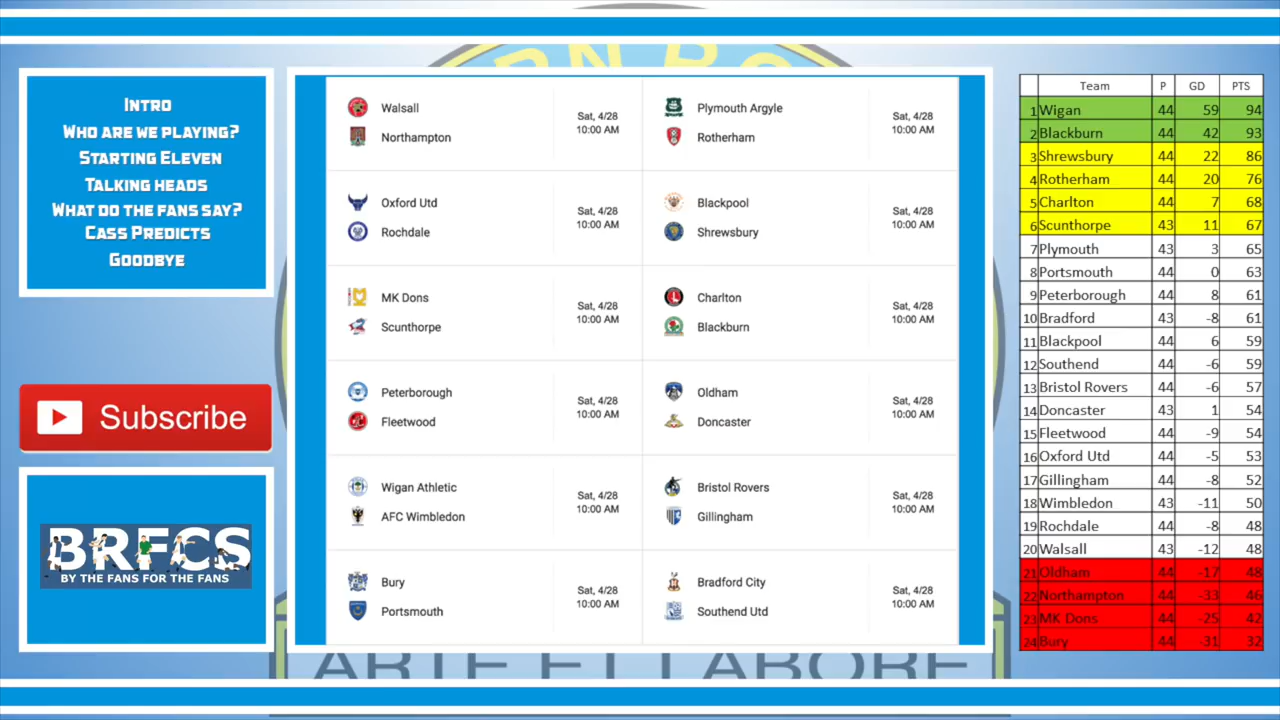 INTRO
WHO ARE WE PLAYING?
STARTING ELEVEN
TALKING HEADS
WHAT DO THE FANS SAY?
CASS PREDICTS
GOODBYE
Subscribe
BRFCS
BY THE FANS FOR THE FANS
Walsall
Northampton
Sat, 4/28
10:00 AM
Plymouth Argyle
Rotherham
Sat, 4/28
10:00 AM
Oxford Utd
Rochdale
Sat, 4/28
10:00 AM
Blackpool
Shrewsbury
Sat, 4/28
10:00 AM
MK Dons
Scunthorpe
Sat, 4/28
10:00 AM
Charlton
Blackburn
Sat, 4/28
10:00 AM
Peterborough
Fleetwood
Sat, 4/28
10:00 AM
Oldham
Doncaster
Sat, 4/28
10:00 AM
Wigan Athletic
AFC Wimbledon
Sat, 4/28
10:00 AM
Bristol Rovers
Gillingham
Sat, 4/28
10:00 AM
Bury
Portsmouth
Sat, 4/28
10:00 AM
Bradford City
Southend Utd
Sat, 4/28
10:00 AM
Team P GD PTS
1 Wigan 44 59 94
2 Blackburn 44 42 93
3 Shrewsbury 44 22 86
4 Rotherham 44 20 76
5 Charlton 44 7 68
6 Scunthorpe 43 11 67
7 Plymouth 43 3 65
8 Portsmouth 44 0 63
9 Peterborough 44 8 61
10 Bradford 43 -8 61
11 Blackpool 44 6 59
12 Southend 44 -6 59
13 Bristol Rovers 44 -6 57
14 Doncaster 43 1 54
15 Fleetwood 44 -9 54
16 Oxford Utd 44 -5 53
17 Gillingham 44 -8 52
18 Wimbledon 43 -11 50
19 Rochdale 44 -8 48
20 Walsall 43 -12 48
21 Oldham 44 -17 48
22 Northampton 44 -33 46
23 MK Dons 44 -25 42
24 Bury 44 -31 32
ARTE ET LABORE